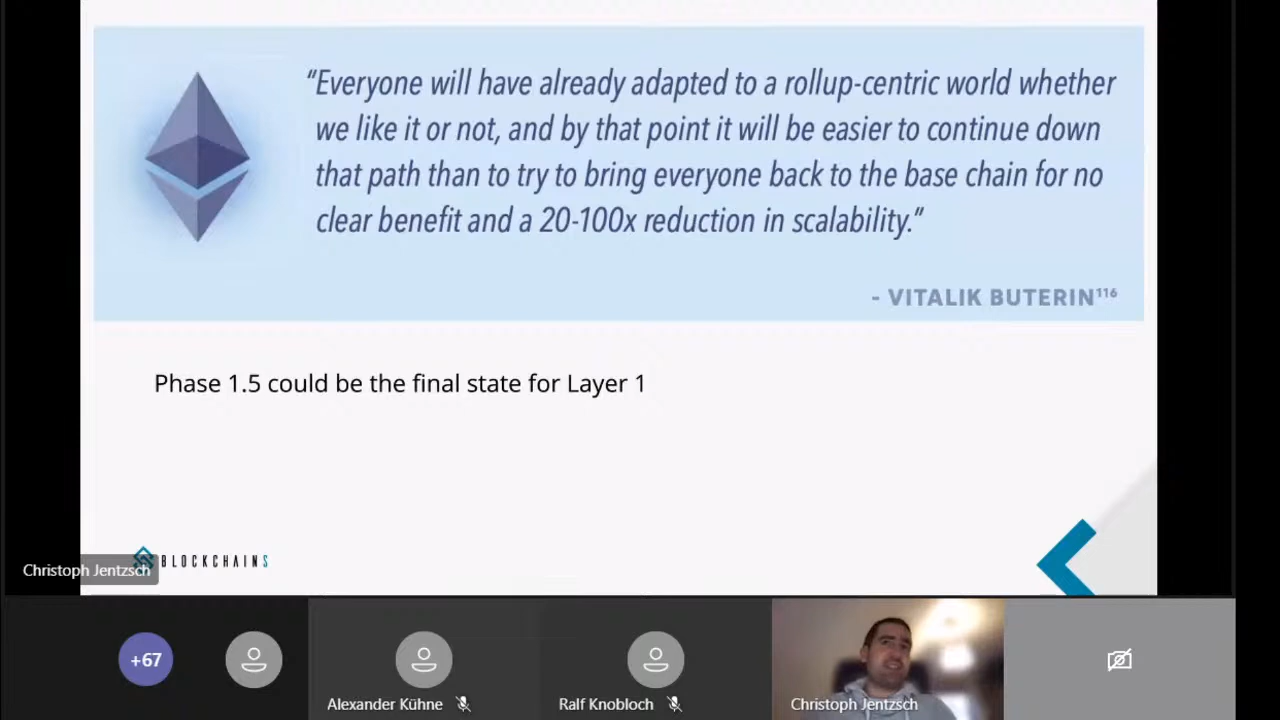 “Everyone will have already adapted to a rollup-centric world whether
we like it or not, and by that point it will be easier to continue down
that path than to try to bring everyone back to the base chain for no
clear benefit and a 20-100x reduction in scalability.”
- VITALIK BUTERIN¹¹⁶
Phase 1.5 could be the final state for Layer 1
BLOCKCHAINS
Christoph Jentzsch
+67
Alexander Kühne
Ralf Knobloch
Christoph Jentzsch